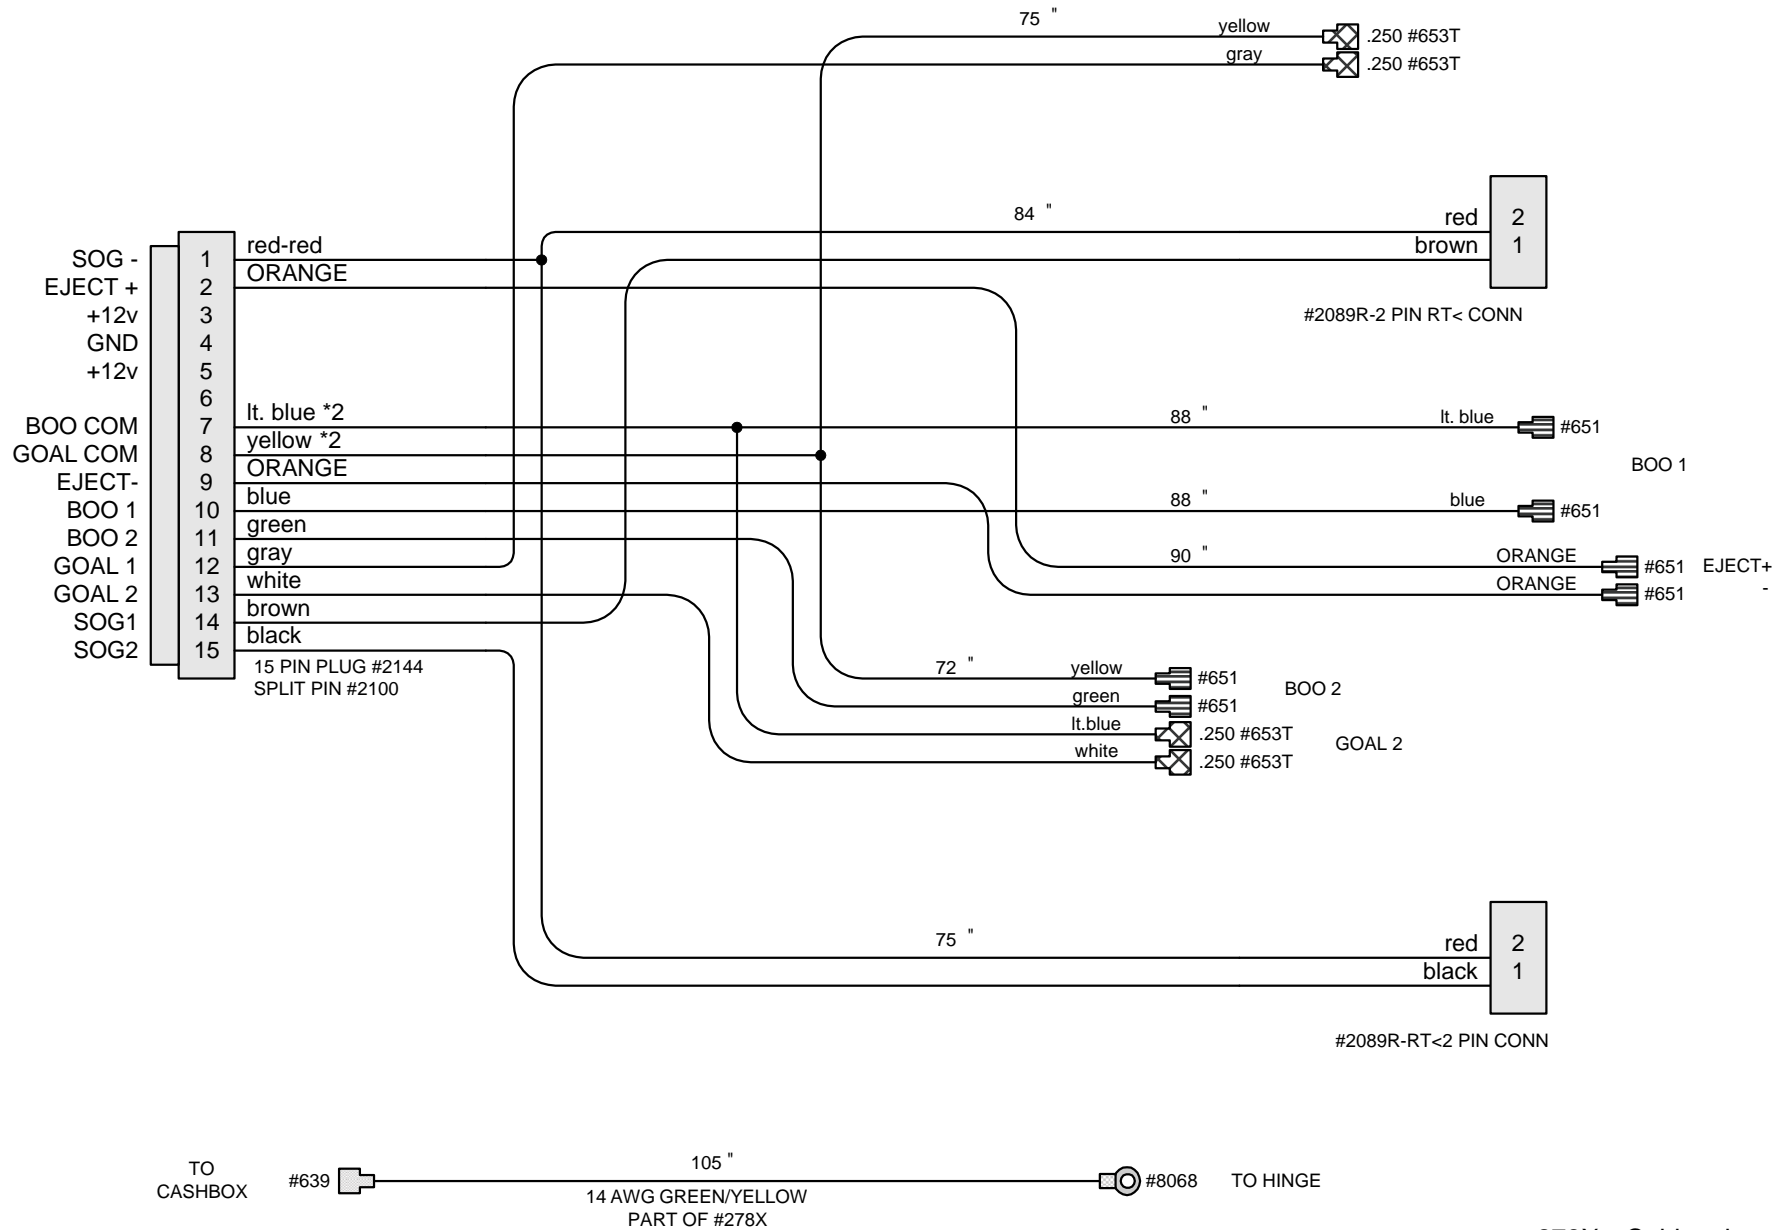 75 "
yellow .250 #653T
gray .250 #653T
84 "
red 2
brown 1
#2089R-2 PIN RT< CONN
SOG - 1 red-red
EJECT + 2 ORANGE
+12v 3
GND 4
+12v 5
6
BOO COM 7 lt. blue *2
GOAL COM 8 yellow *2
EJECT- 9 ORANGE
BOO 1 10 blue
BOO 2 11 green
GOAL 1 12 gray
GOAL 2 13 white
SOG1 14 brown
SOG2 15 black
15 PIN PLUG #2144
SPLIT PIN #2100
88 " lt. blue #651
BOO 1
88 " blue #651
90 " ORANGE #651 EJECT+
ORANGE #651 -
72 " yellow #651
BOO 2
green #651
lt.blue .250 #653T
GOAL 2
white .250 #653T
75 "
red 2
black 1
#2089R-RT<2 PIN CONN
TO
CASHBOX
#639
105 "
14 AWG GREEN/YELLOW
PART OF #278X
#8068 TO HINGE